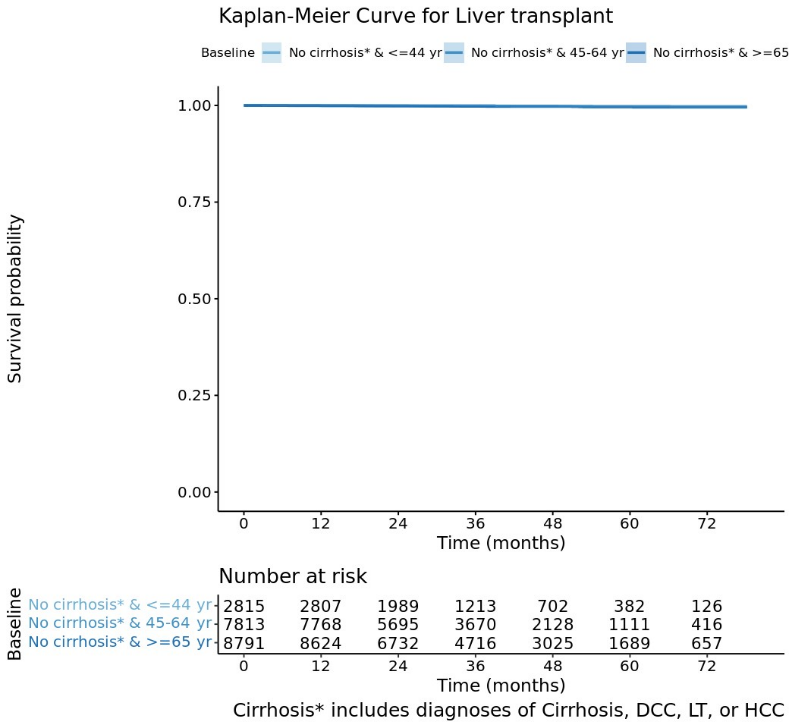 Kaplan-Meier Curve for Liver transplant
Baseline No cirrhosis* & <=44 yr No cirrhosis* & 45-64 yr No cirrhosis* & >=65
Survival probability
1.00
0.75
0.50
0.25
0.00
0 12 24 36 48 60 72
Time (months)
Number at risk
Baseline
No cirrhosis* & <=44 yr 2815 2807 1989 1213 702 382 126
No cirrhosis* & 45-64 yr 7813 7768 5695 3670 2128 1111 416
No cirrhosis* & >=65 yr 8791 8624 6732 4716 3025 1689 657
0 12 24 36 48 60 72
Time (months)
Cirrhosis* includes diagnoses of Cirrhosis, DCC, LT, or HCC